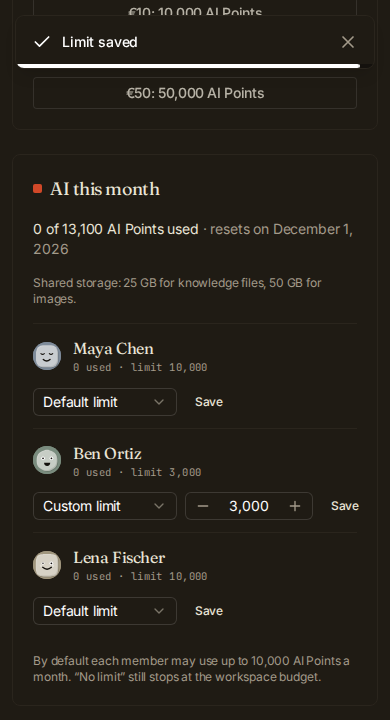 €10: 10,000 AI Points
Limit saved
€50: 50,000 AI Points
AI this month
0 of 13,100 AI Points used · resets on December 1,
2026
Shared storage: 25 GB for knowledge files, 50 GB for
images.
Maya Chen
0 used · limit 10,000
Default limit Save
Ben Ortiz
0 used · limit 3,000
Custom limit − 3,000 + Save
Lena Fischer
0 used · limit 10,000
Default limit Save
By default each member may use up to 10,000 AI Points a
month. “No limit” still stops at the workspace budget.